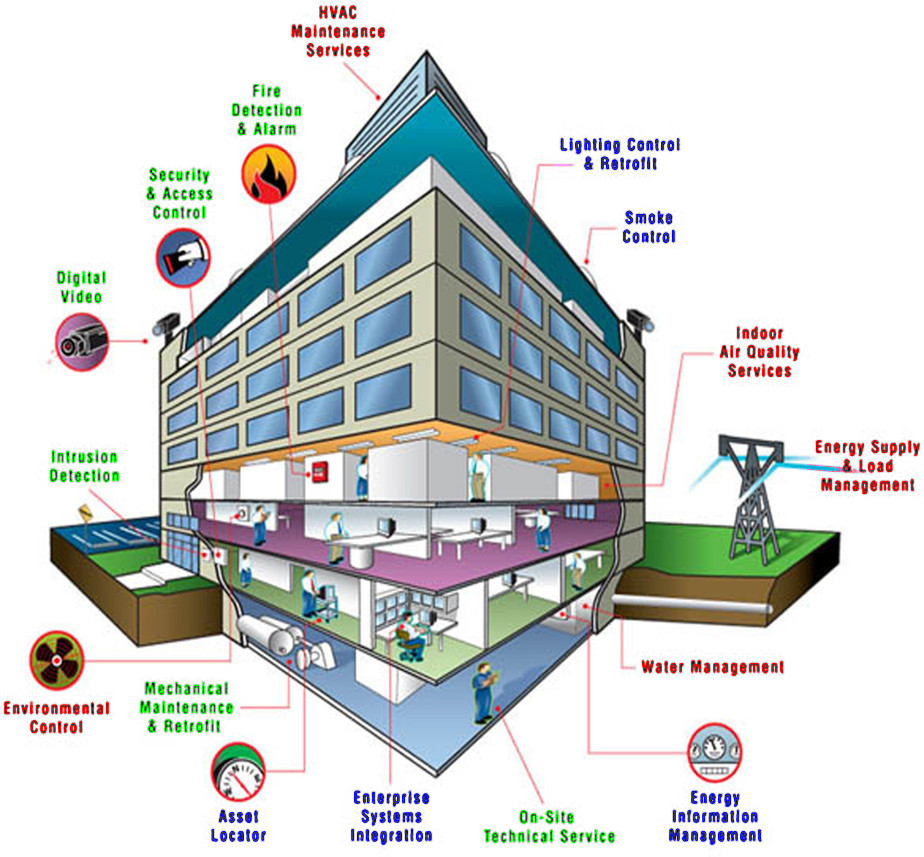 HVAC
Maintenance
Services
Fire
Detection
& Alarm
Lighting Control
& Retrofit
Security
& Access
Control
Smoke
Control
Digital
Video
Indoor
Air Quality
Services
Intrusion
Detection
Energy Supply
& Load
Management
Water Management
Environmental
Control
Mechanical
Maintenance
& Retrofit
Asset
Locator
Enterprise
Systems
Integration
On-Site
Technical Service
Energy
Information
Management